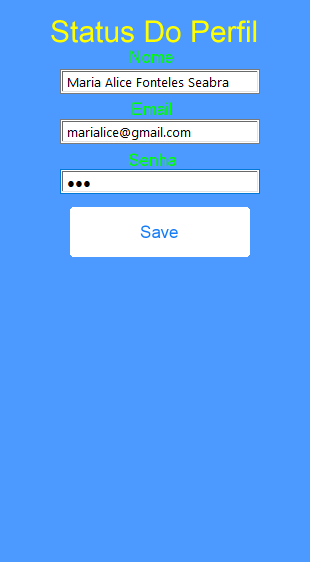 Status Do Perfil
Nome
Maria Alice Fonteles Seabra
Email
marialice@gmail.com
Senha
●●●
Save